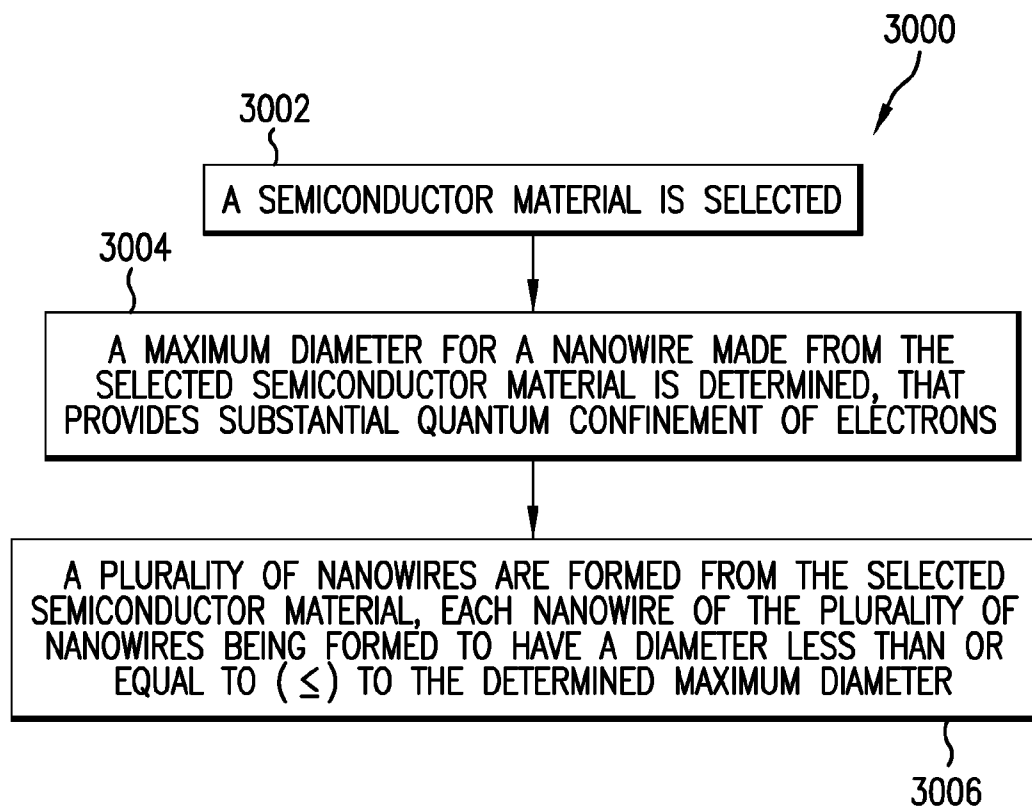 3000
3002
A SEMICONDUCTOR MATERIAL IS SELECTED
3004
A MAXIMUM DIAMETER FOR A NANOWIRE MADE FROM THE
SELECTED SEMICONDUCTOR MATERIAL IS DETERMINED, THAT
PROVIDES SUBSTANTIAL QUANTUM CONFINEMENT OF ELECTRONS
A PLURALITY OF NANOWIRES ARE FORMED FROM THE SELECTED
SEMICONDUCTOR MATERIAL, EACH NANOWIRE OF THE PLURALITY OF
NANOWIRES BEING FORMED TO HAVE A DIAMETER LESS THAN OR
EQUAL TO (≤) TO THE DETERMINED MAXIMUM DIAMETER
3006